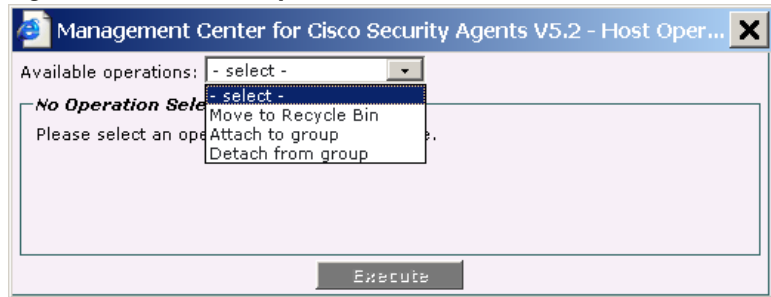 Management Center for Cisco Security Agents V5.2 - Host Oper...
Available operations: - select -
- select -
Move to Recycle Bin
Attach to group
Detach from group
No Operation Sele
Please select an ope
Execute